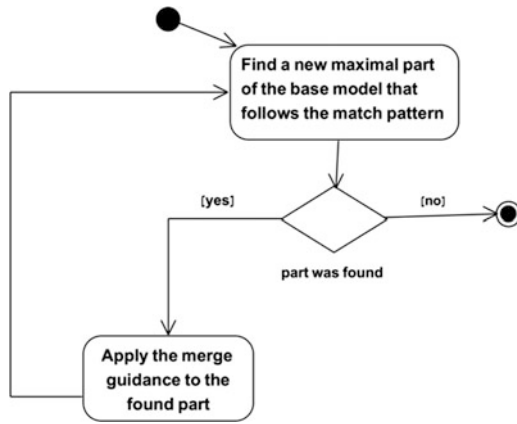 Find a new maximal part
of the base model that
follows the match pattern
[yes]
[no]
part was found
Apply the merge
guidance to the
found part